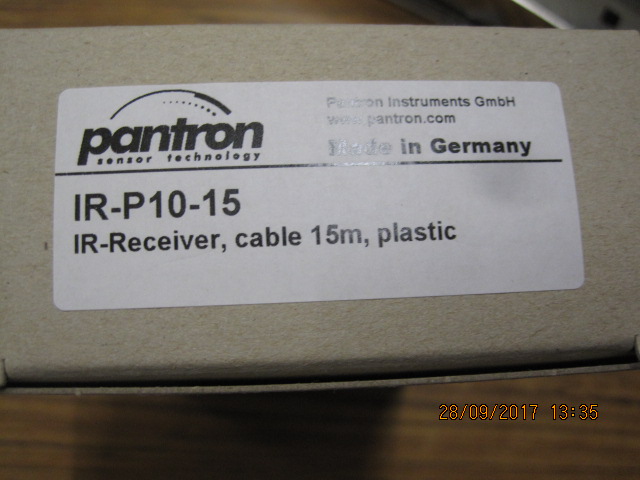 pantron
sensor technology
Pantron Instruments GmbH
www.pantron.com
Made in Germany
IR-P10-15
IR-Receiver, cable 15m, plastic
28/09/2017 13:35